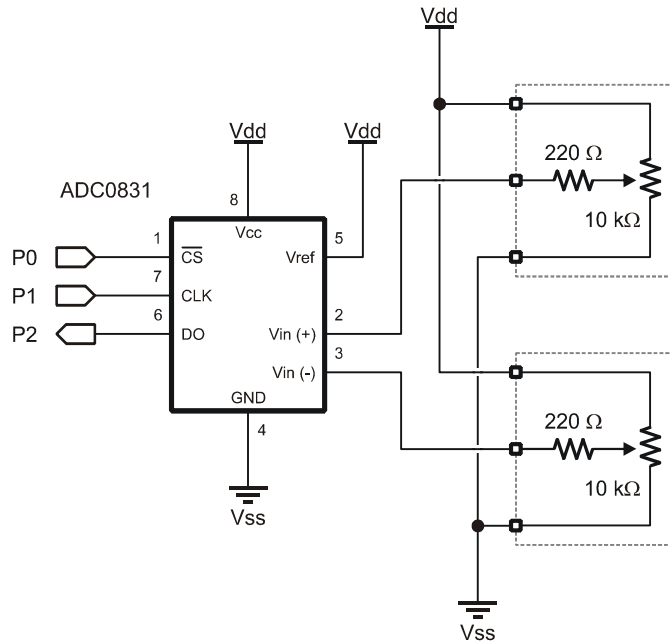 Vdd
Vdd
Vdd
220 Ω
ADC0831
10 kΩ
8
Vcc
1
5
P0
CS
Vref
7
P1
CLK
6
2
P2
DO
Vin (+)
3
Vin (-)
GND
220 Ω
4
10 kΩ
Vss
Vss